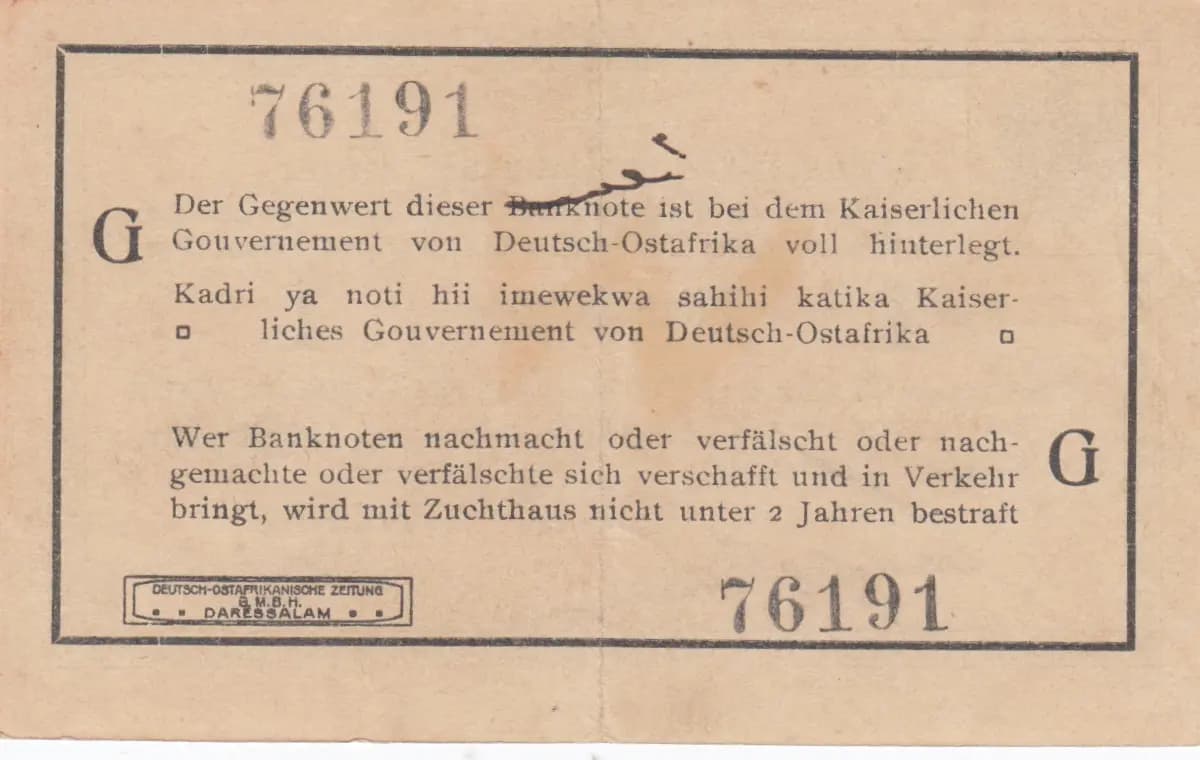 76191
Der Gegenwert dieser Banknote ist bei dem Kaiserlichen
G
Gouvernement von Deutsch-Ostafrika voll hinterlegt.
Kadri ya noti hii imewekwa sahihi katika Kaiser-
liches Gouvernement von Deutsch-Ostafrika
Wer Banknoten nachmacht oder verfälscht oder nach-
G
gemachte oder verfälschte sich verschafft und in Verkehr
bringt, wird mit Zuchthaus nicht unter 2 Jahren bestraft
DEUTSCH-OSTAFRIKANISCHE ZEITUNG
G.M.B.H.
DARESSALAM
76191